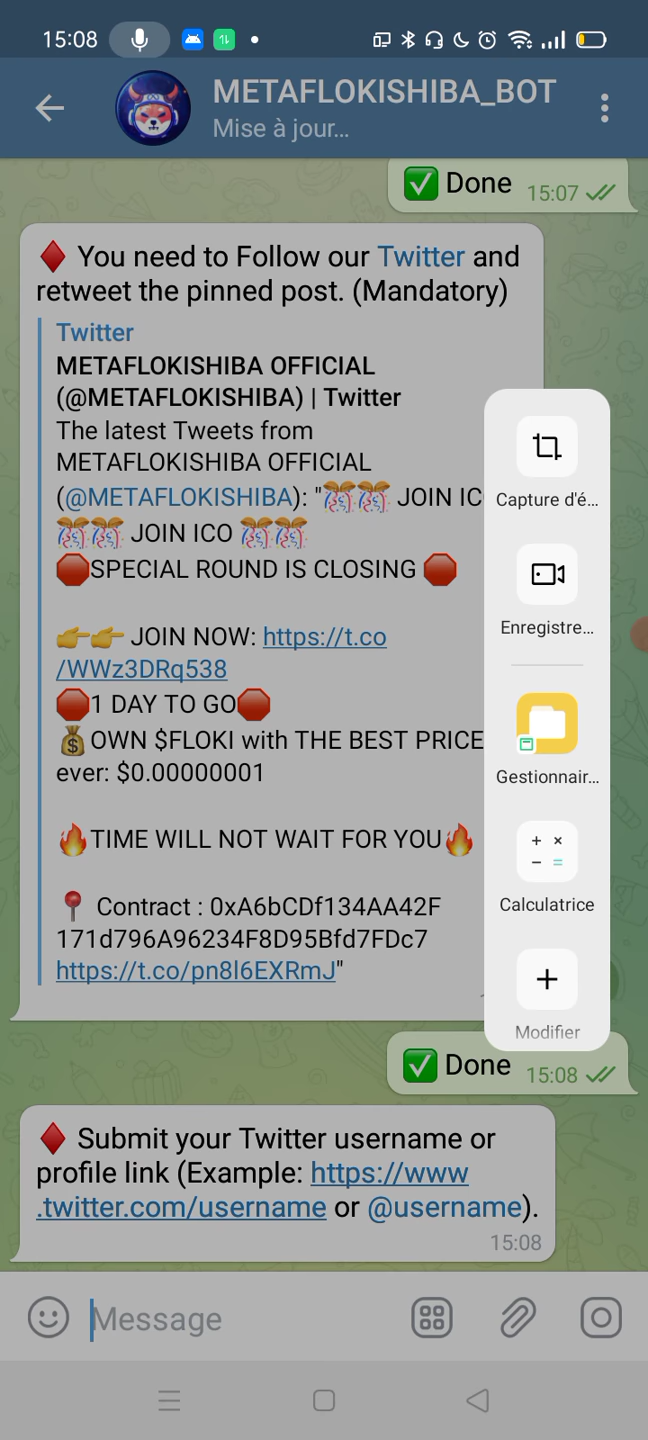 15:08
METAFLOKISHIBA_BOT
Mise à jour...
✅ Done 15:07
♦️ You need to Follow our Twitter and
retweet the pinned post. (Mandatory)
Twitter
METAFLOKISHIBA OFFICIAL
(@METAFLOKISHIBA) | Twitter
The latest Tweets from
METAFLOKISHIBA OFFICIAL
(@METAFLOKISHIBA): "🎊🎊 JOIN IC
🎊🎊 JOIN ICO 🎊🎊
🛑SPECIAL ROUND IS CLOSING 🛑
👉👉 JOIN NOW: https://t.co
/WWz3DRq538
🛑1 DAY TO GO🛑
💰OWN $FLOKI with THE BEST PRICE
ever: $0.00000001
🔥TIME WILL NOT WAIT FOR YOU🔥
📍 Contract : 0xA6bCDf134AA42F
171d796A96234F8D95Bfd7FDc7
https://t.co/pn8l6EXRmJ"
Capture d'é...
Enregistre...
Gestionnair...
Calculatrice
Modifier
✅ Done 15:08
♦️ Submit your Twitter username or
profile link (Example: https://www
.twitter.com/username or @username).
15:08
Message